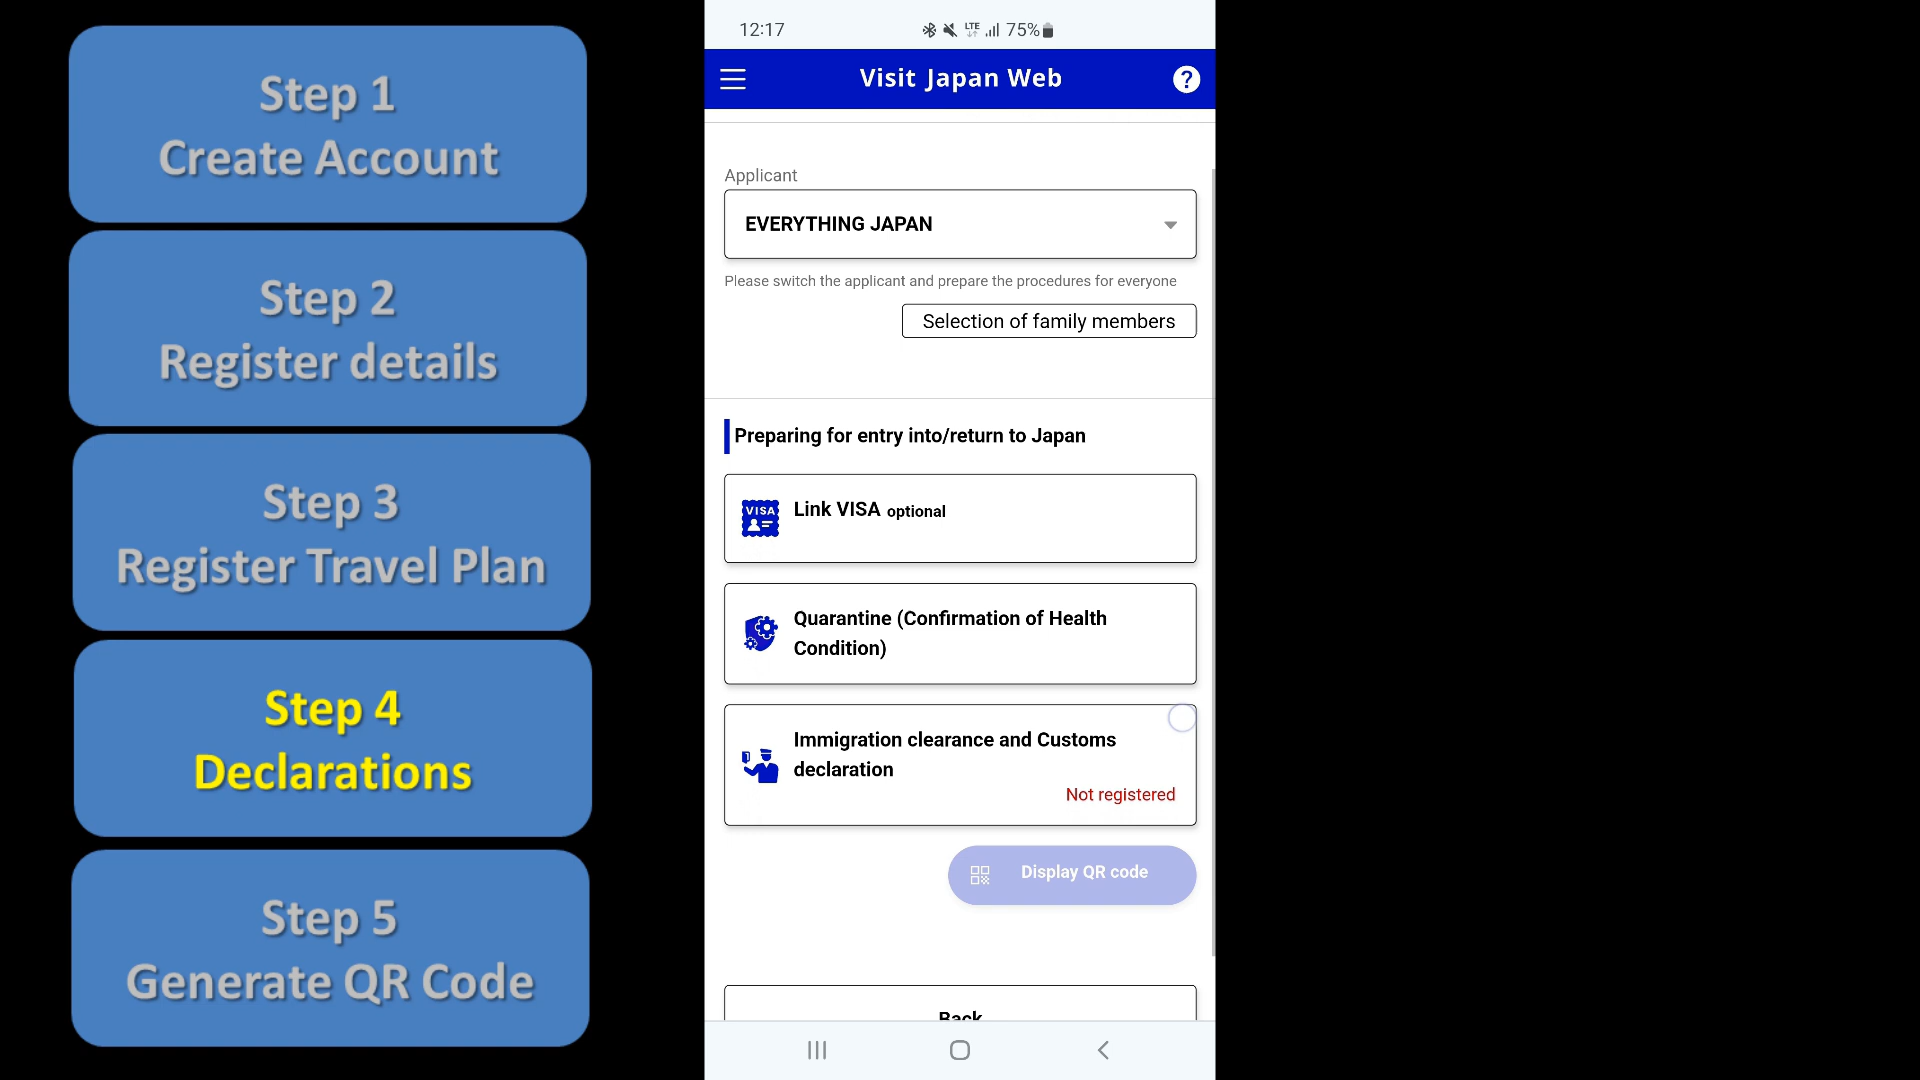 Step 1
Create Account
Step 2
Register details
Step 3
Register Travel Plan
Step 4
Declarations
Step 5
Generate QR Code
12:17
LTE
75%
Visit Japan Web
?
Applicant
EVERYTHING JAPAN
Please switch the applicant and prepare the procedures for everyone
Selection of family members
Preparing for entry into/return to Japan
VISA
Link VISA optional
Quarantine (Confirmation of Health
Condition)
Immigration clearance and Customs
declaration
Not registered
Display QR code
Back